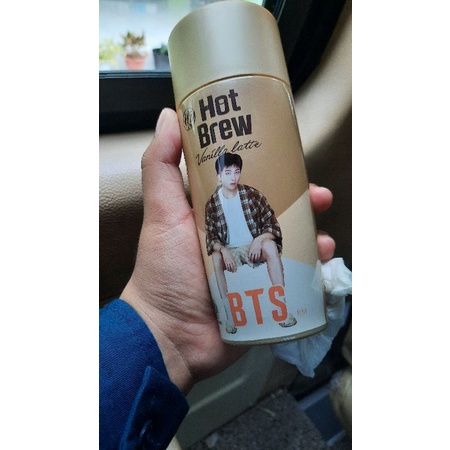 Hot
Brew
Vanilla latte
BTS